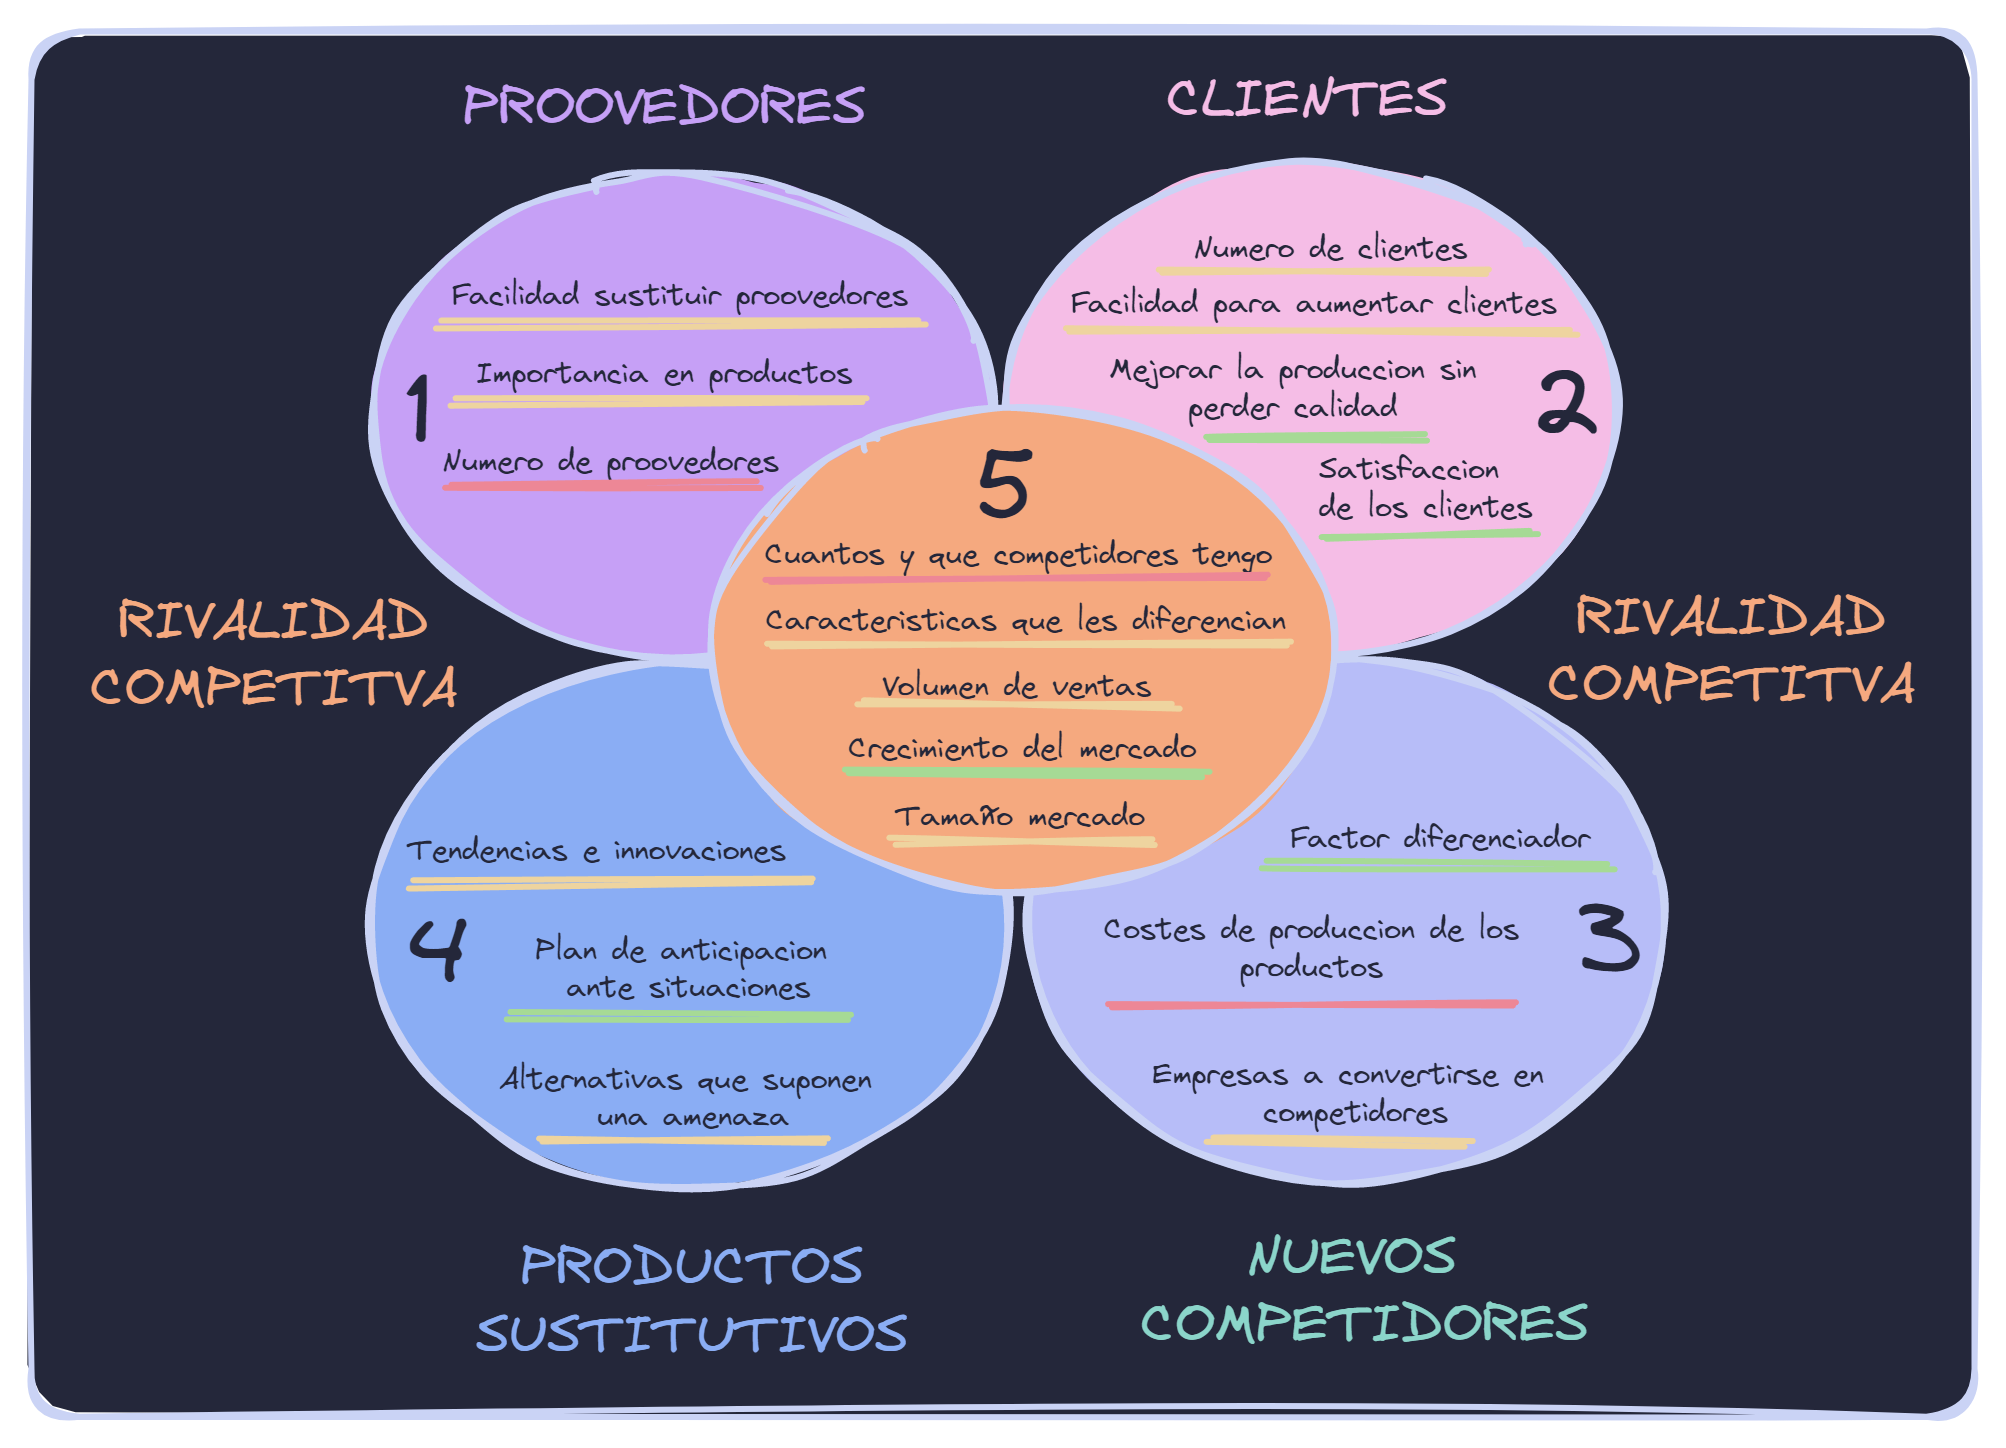 PROOVEDORES
CLIENTES
Facilidad sustituir proovedores
Importancia en productos
1
Numero de proovedores
Numero de clientes
Facilidad para aumentar clientes
Mejorar la produccion sin
perder calidad
2
Satisfaccion
de los clientes
5
Cuantos y que competidores tengo
Caracteristicas que les diferencian
Volumen de ventas
Crecimiento del mercado
Tamaño mercado
RIVALIDAD
COMPETITVA
RIVALIDAD
COMPETITVA
Tendencias e innovaciones
4
Plan de anticipacion
ante situaciones
Alternativas que suponen
una amenaza
Factor diferenciador
Costes de produccion de los
productos
3
Empresas a convertirse en
competidores
PRODUCTOS
SUSTITUTIVOS
NUEVOS
COMPETIDORES